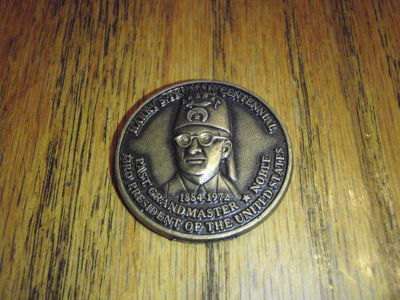 HARRY S. TRUMAN CENTENNIAL
1884-1972
PAST GRANDMASTER ★ NOBLE
33RD PRESIDENT OF THE UNITED STATES